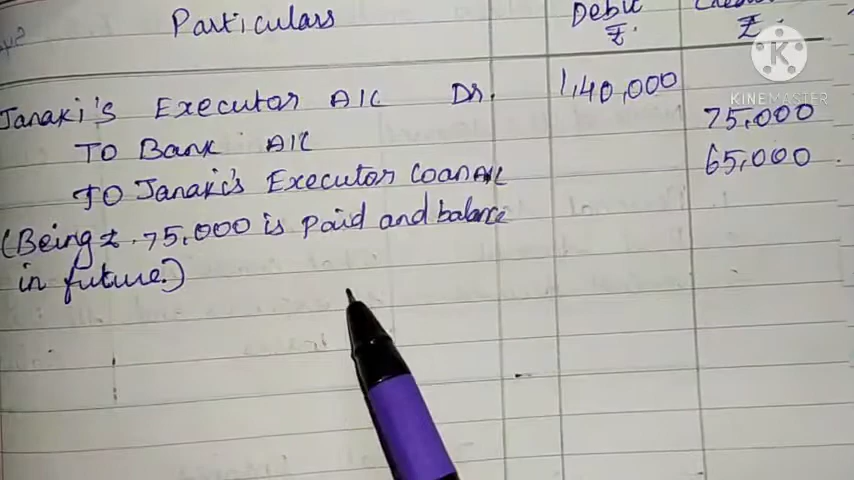 Particulars
Debit
₹.
₹.
KINEMASTER
Janaki's Executor A/C Dr. 1,40,000
TO Bank A/C 75,000
TO Janaki's Executor Loan A/C 65,000
(Being ₹.75,000 is paid and balance
in future.)